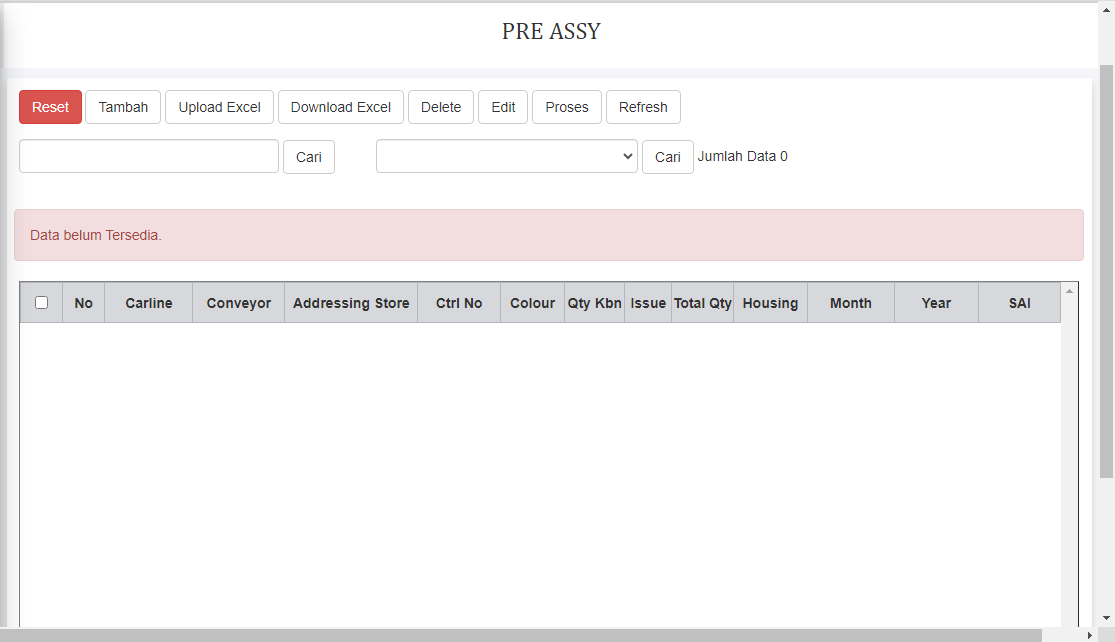 PRE ASSY
Reset Tambah Upload Excel Download Excel Delete Edit Proses Refresh
Cari Cari Jumlah Data 0
Data belum Tersedia.
No Carline Conveyor Addressing Store Ctrl No Colour Qty Kbn Issue Total Qty Housing Month Year SAI